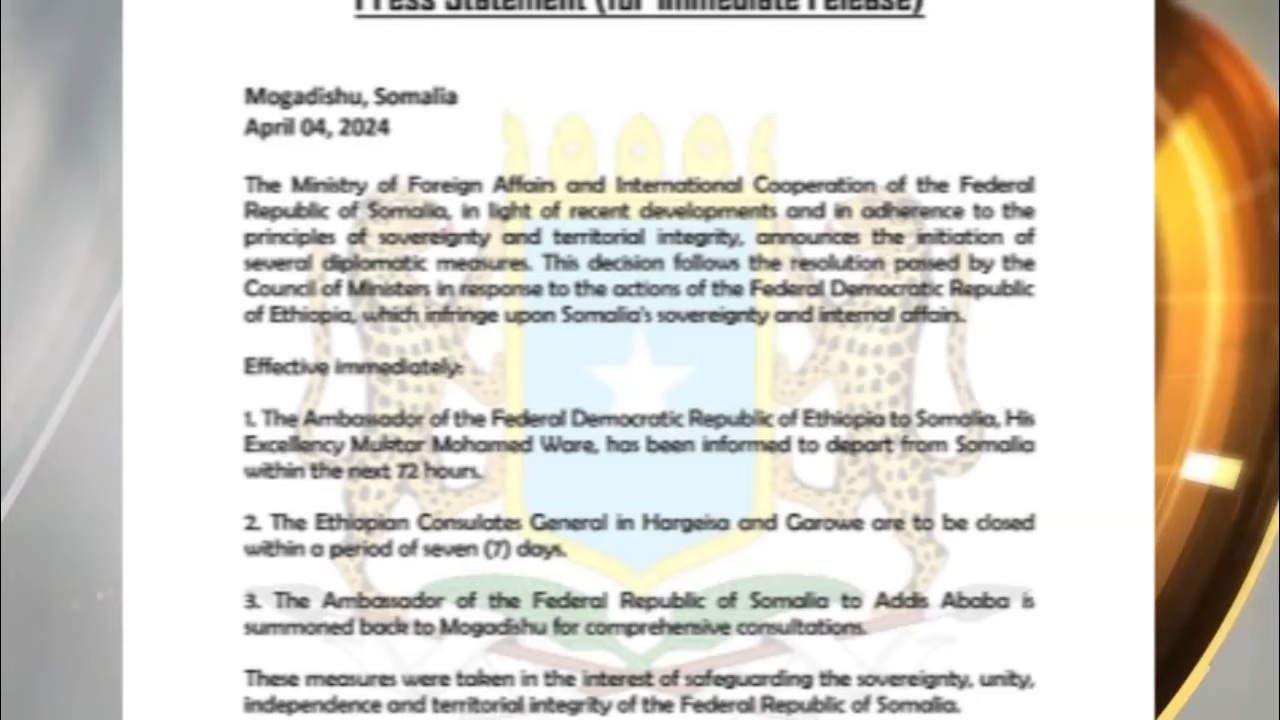 Press Statement (for Immediate Release)
Mogadishu, Somalia
April 04, 2024
The Ministry of Foreign Affairs and International Cooperation of the Federal
Republic of Somalia, in light of recent developments and in adherence to the
principles of sovereignty and territorial integrity, announces the initiation of
several diplomatic measures. This decision follows the resolution passed by the
Council of Ministers in response to the actions of the Federal Democratic Republic
of Ethiopia, which infringe upon Somalia's sovereignty and internal affairs.
Effective immediately:
1. The Ambassador of the Federal Democratic Republic of Ethiopia to Somalia, His
Excellency Muktar Mohamed Ware, has been informed to depart from Somalia
within the next 72 hours.
2. The Ethiopian Consulates General in Hargeisa and Garowe are to be closed
within a period of seven (7) days.
3. The Ambassador of the Federal Republic of Somalia to Addis Ababa is
summoned back to Mogadishu for comprehensive consultations.
These measures were taken in the interest of safeguarding the sovereignty, unity,
independence and territorial integrity of the Federal Republic of Somalia.